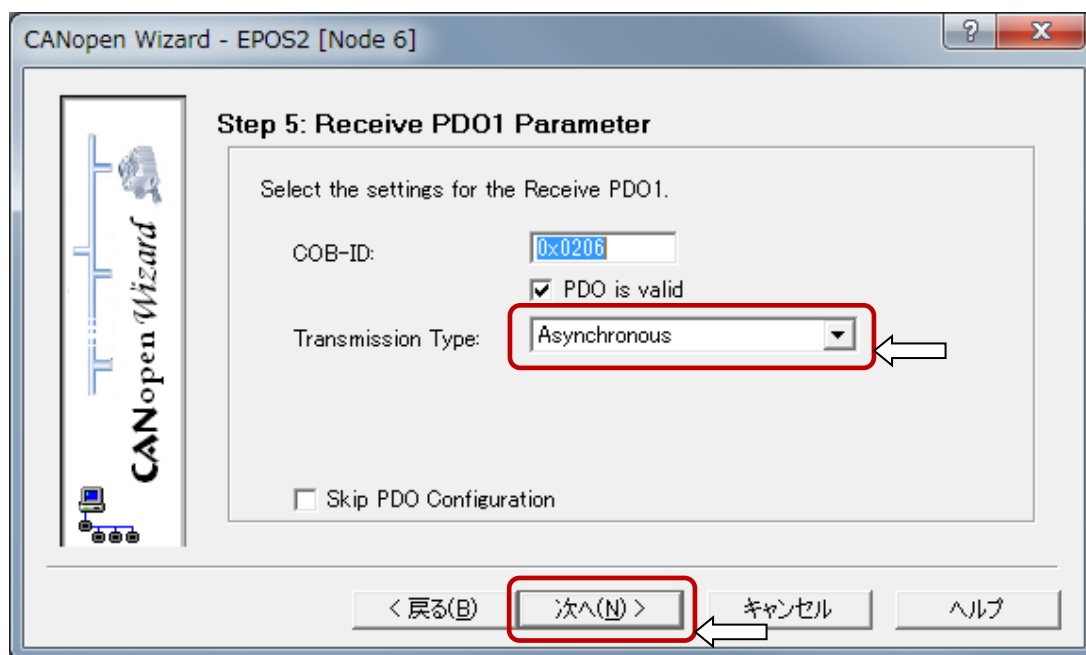 CANopen Wizard - EPOS2 [Node 6]
CANopen Wizard
Step 5: Receive PDO1 Parameter
Select the settings for the Receive PDO1.
COB-ID:
0x0206
PDO is valid
Transmission Type:
Asynchronous
Skip PDO Configuration
< 戻る(B)
次へ(N) >
キャンセル
ヘルプ